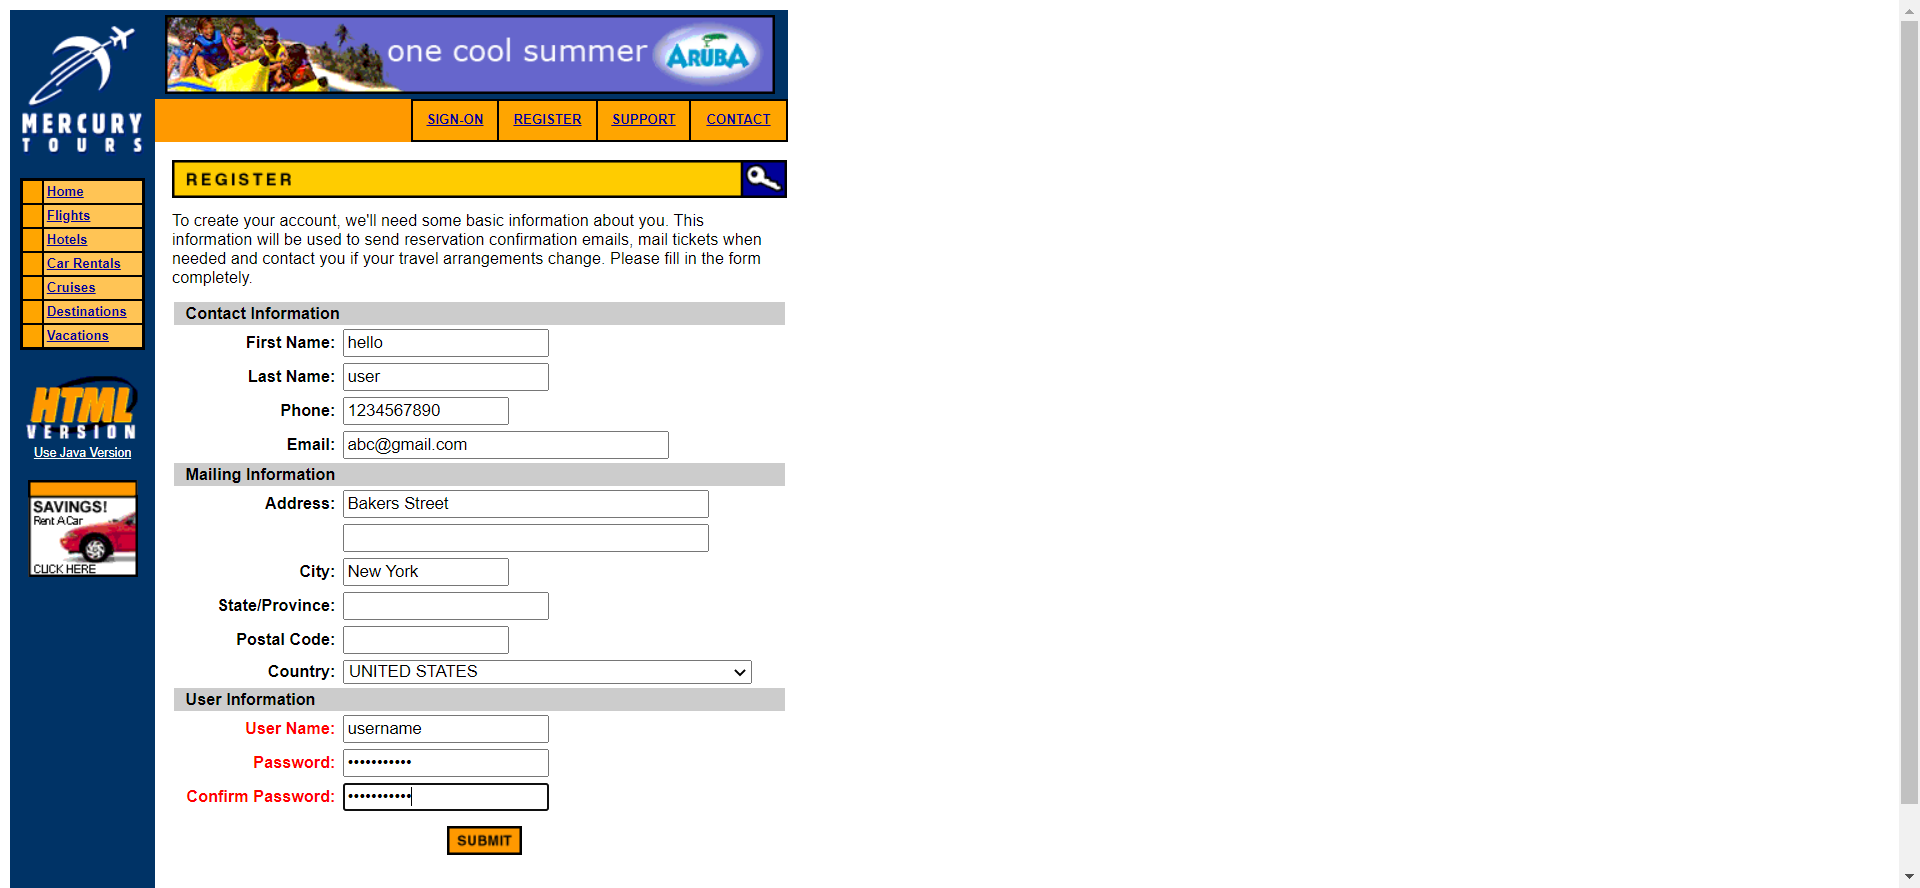 one cool summer
ARUBA
MERCURY
TOURS
SIGN-ON
REGISTER
SUPPORT
CONTACT
Home
Flights
Hotels
Car Rentals
Cruises
Destinations
Vacations
HTML
VERSION
Use Java Version
SAVINGS!
Rent A Car
CLICK HERE
REGISTER
To create your account, we'll need some basic information about you. This
information will be used to send reservation confirmation emails, mail tickets when
needed and contact you if your travel arrangements change. Please fill in the form
completely.
Contact Information
First Name: hello
Last Name: user
Phone: 1234567890
Email: abc@gmail.com
Mailing Information
Address: Bakers Street
City: New York
State/Province:
Postal Code:
Country: UNITED STATES
User Information
User Name: username
Password: •••••••••••
Confirm Password: •••••••••••
SUBMIT